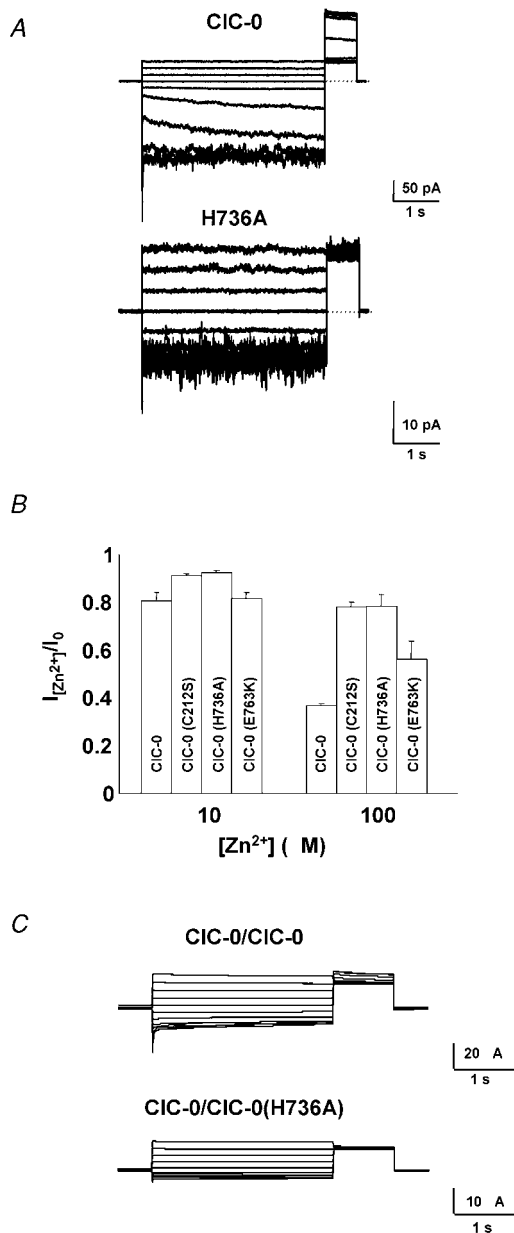 A
ClC-0
50 pA
1 s
H736A
10 pA
1 s
B
I[Zn2+]/I0
1
0.8
0.6
0.4
0.2
0
ClC-0
ClC-0 (C212S)
ClC-0 (H736A)
ClC-0 (E763K)
ClC-0
ClC-0 (C212S)
ClC-0 (H736A)
ClC-0 (E763K)
10
100
[Zn2+] ( M)
C
ClC-0/ClC-0
20 A
1 s
ClC-0/ClC-0(H736A)
10 A
1 s